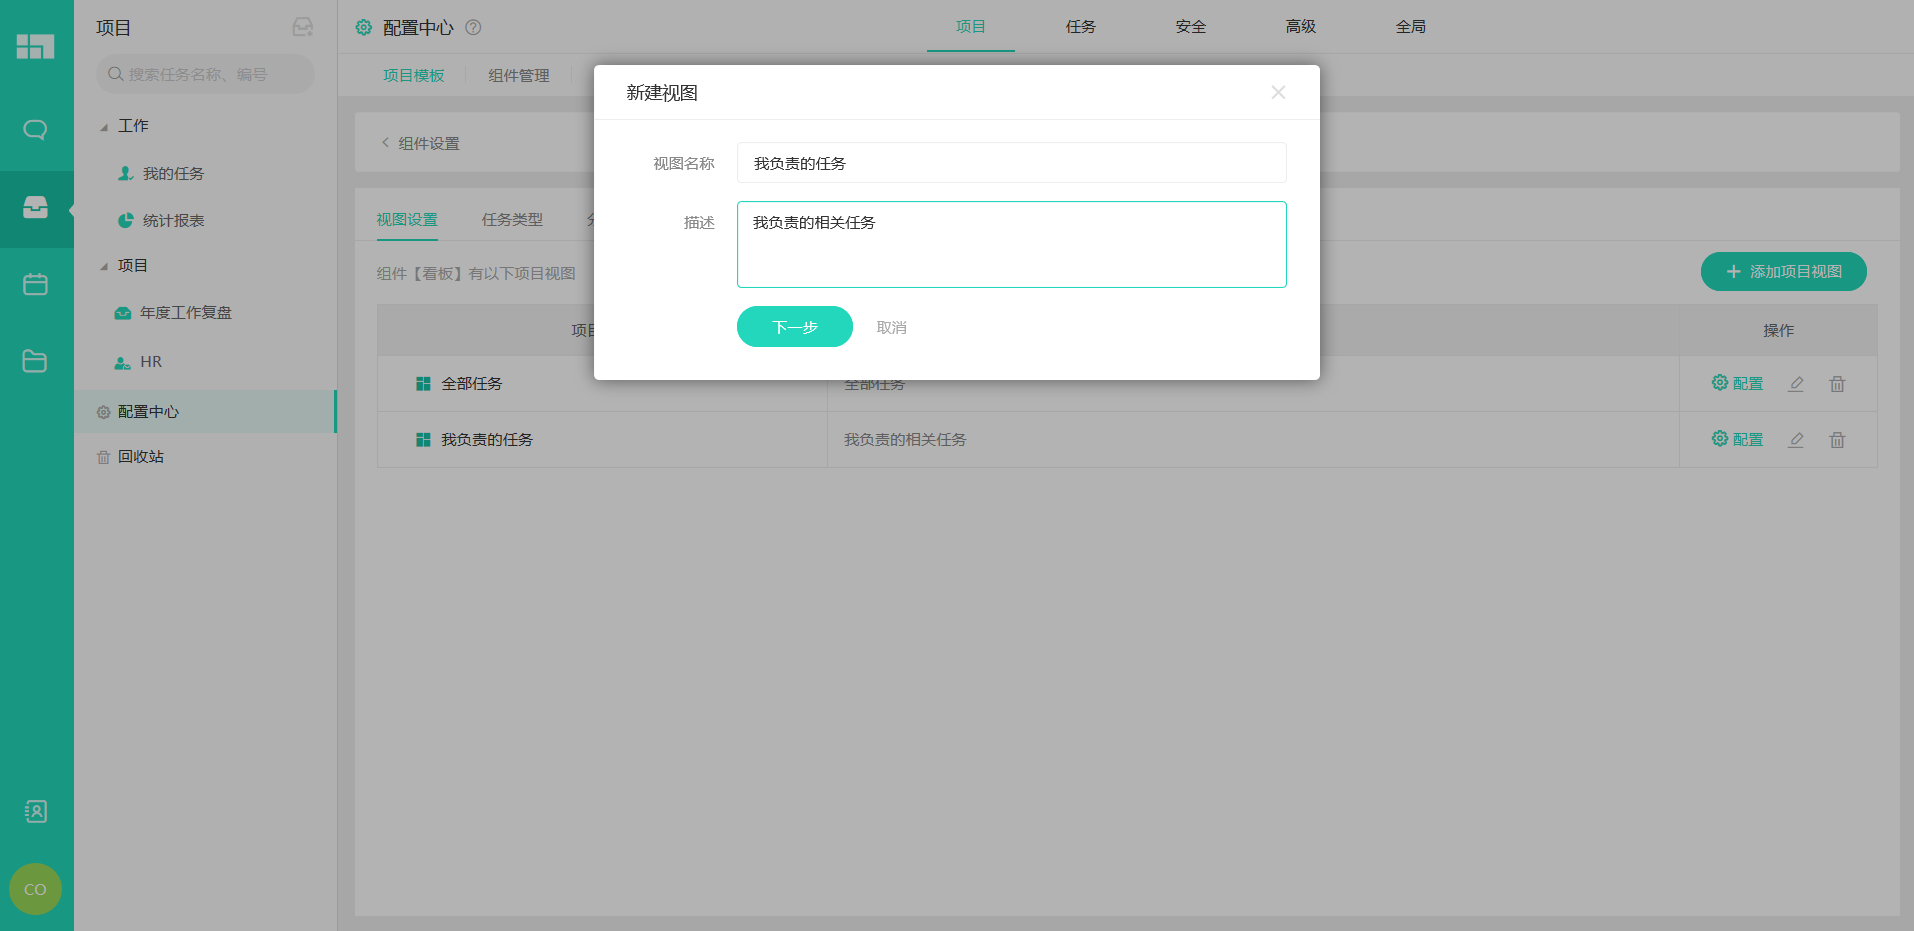 项目
搜索任务名称、编号
工作
我的任务
统计报表
项目
年度工作复盘
HR
配置中心
回收站
CO
配置中心
项目
任务
安全
高级
全局
项目模板
组件管理
组件设置
视图设置
任务类型
组件【看板】有以下项目视图
添加项目视图
操作
全部任务
全部任务
配置
我负责的任务
我负责的相关任务
配置
新建视图
视图名称
我负责的任务
描述
我负责的相关任务
下一步
取消